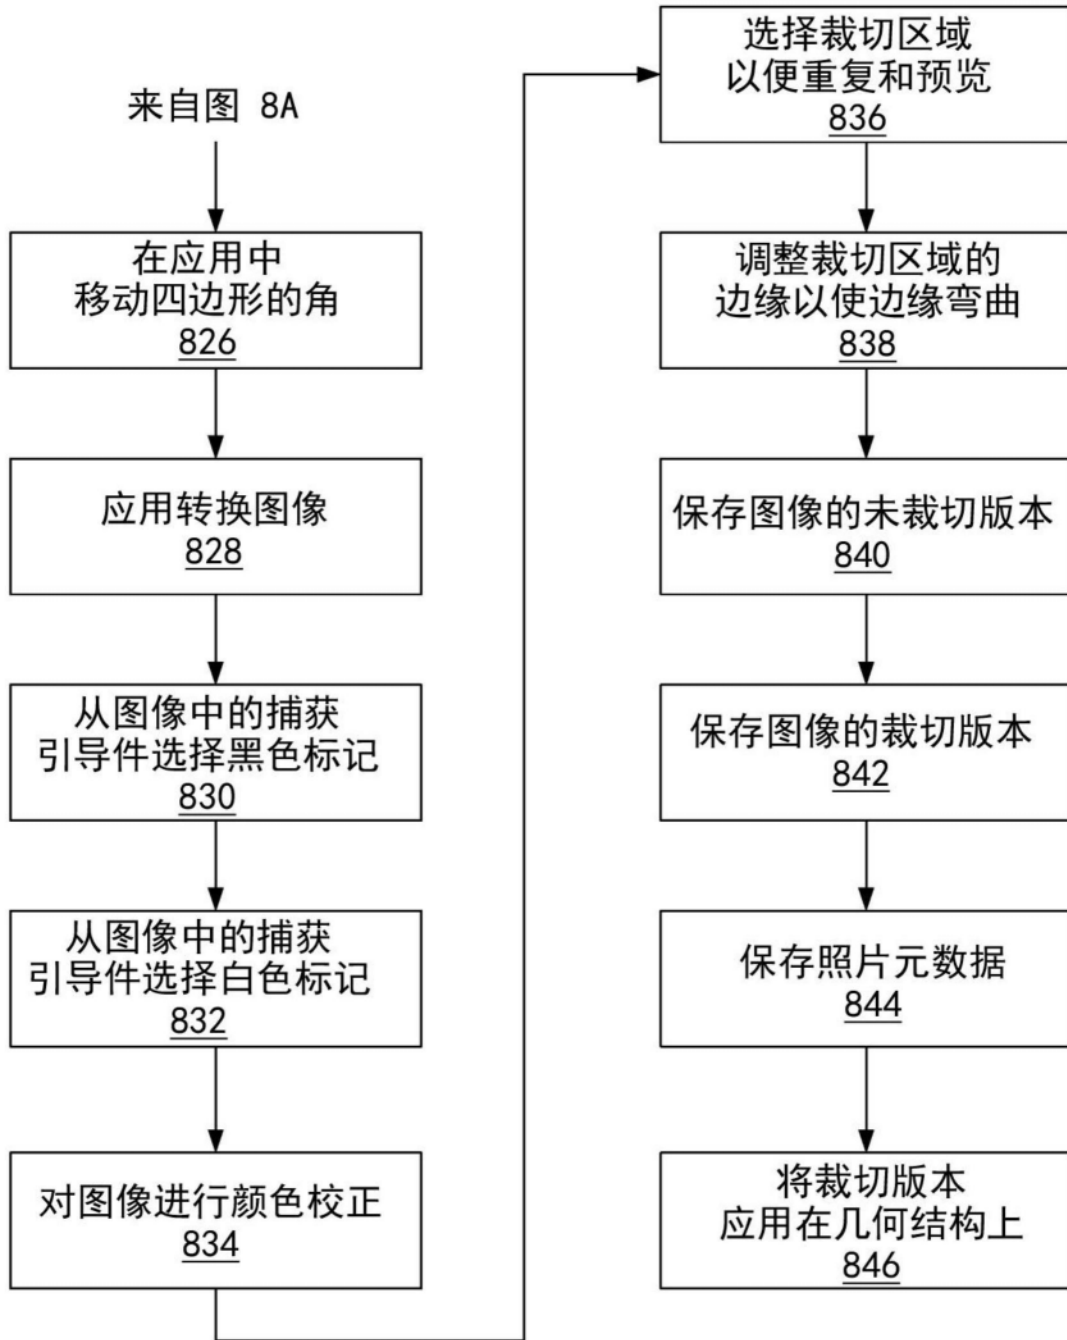 来自图 8A
在应用中
移动四边形的角
826
应用转换图像
828
从图像中的捕获
引导件选择黑色标记
830
从图像中的捕获
引导件选择白色标记
832
对图像进行颜色校正
834
选择裁切区域
以便重复和预览
836
调整裁切区域的
边缘以使边缘弯曲
838
保存图像的未裁切版本
840
保存图像的裁切版本
842
保存照片元数据
844
将裁切版本
应用在几何结构上
846